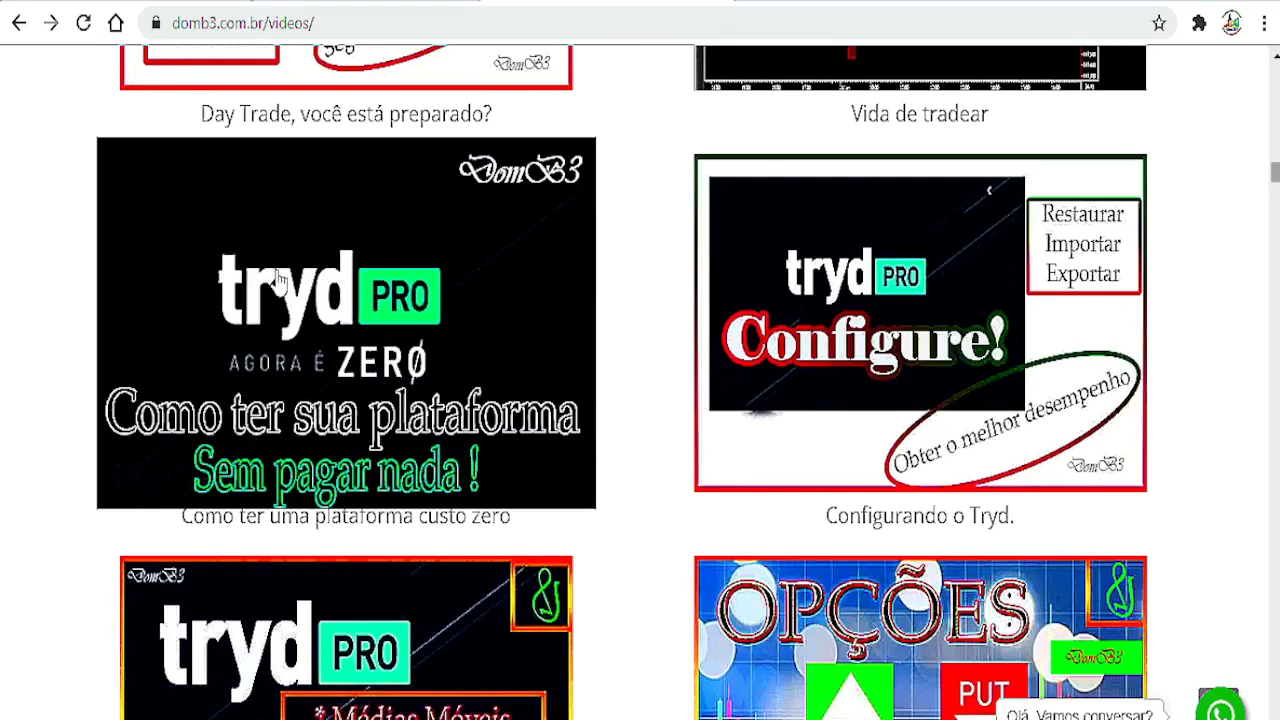 domb3.com.br/videos/
DomB3
Day Trade, você está preparado?
Vida de tradear
DomB3
tryd PRO
AGORA É ZERØ
Como ter sua plataforma
Sem pagar nada !
Como ter uma plataforma custo zero
tryd PRO
Configure!
Restaurar
Importar
Exportar
Obter o melhor desempenho
DomB3
Configurando o Tryd.
DomB3
tryd PRO
* Médias Móveis
OPÇÕES
DomB3
PUT
Olá, Vamos conversar?